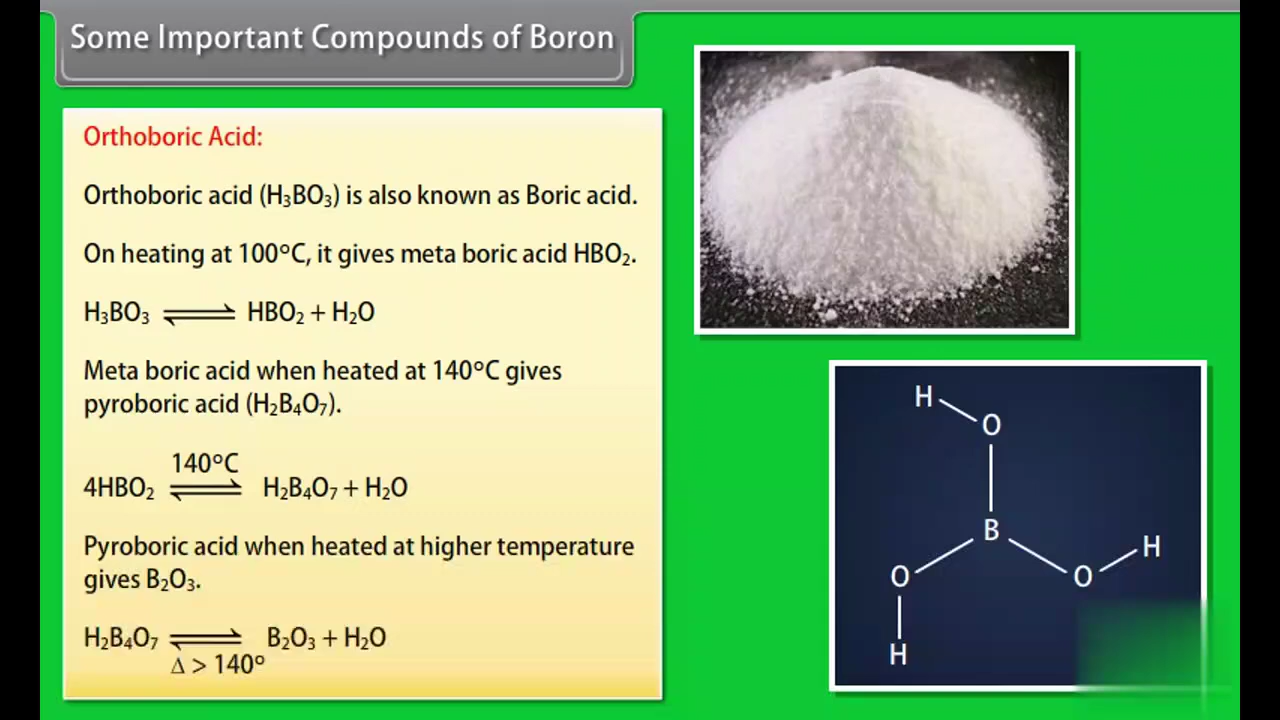 Some Important Compounds of Boron
Orthoboric Acid:
Orthoboric acid (H₃BO₃) is also known as Boric acid.
On heating at 100°C, it gives meta boric acid HBO₂.
H₃BO₃ ⇌ HBO₂ + H₂O
Meta boric acid when heated at 140°C gives
pyroboric acid (H₂B₄O₇).
140°C
4HBO₂ ⇌ H₂B₄O₇ + H₂O
Pyroboric acid when heated at higher temperature
gives B₂O₃.
H₂B₄O₇ ⇌ B₂O₃ + H₂O
Δ > 140°
H
O
B
H
O
O
H